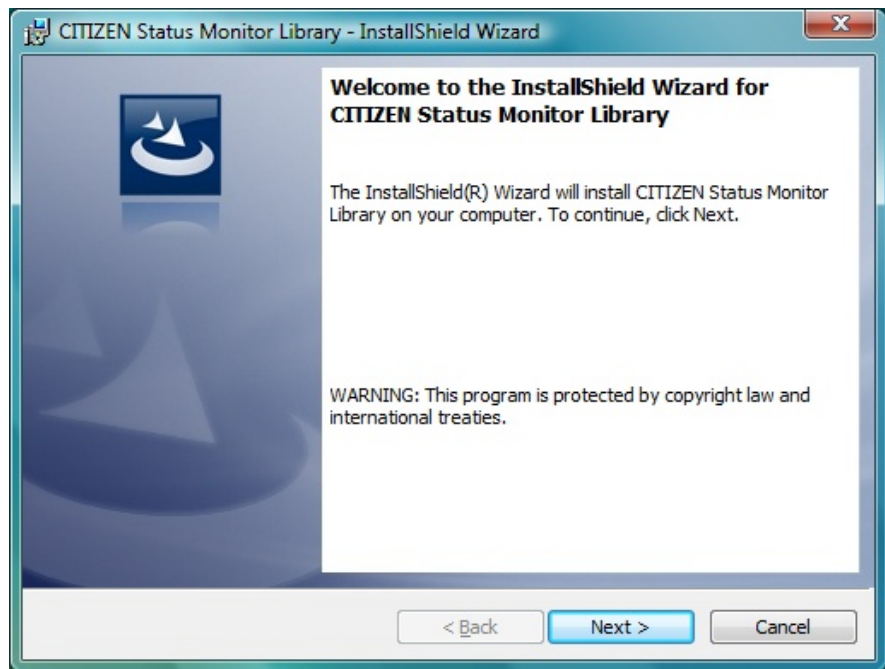 CITIZEN Status Monitor Library - InstallShield Wizard
Welcome to the InstallShield Wizard for
CITIZEN Status Monitor Library
The InstallShield(R) Wizard will install CITIZEN Status Monitor
Library on your computer. To continue, click Next.
WARNING: This program is protected by copyright law and
international treaties.
< Back Next > Cancel